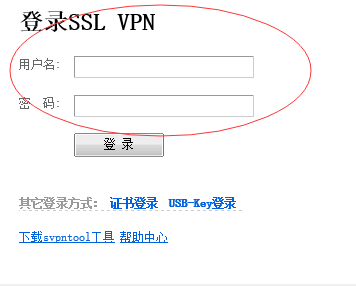 登录SSL VPN
用户名:
密 码:
登 录
其它登录方式: 证书登录 USB-Key登录
下载svpntool工具 帮助中心